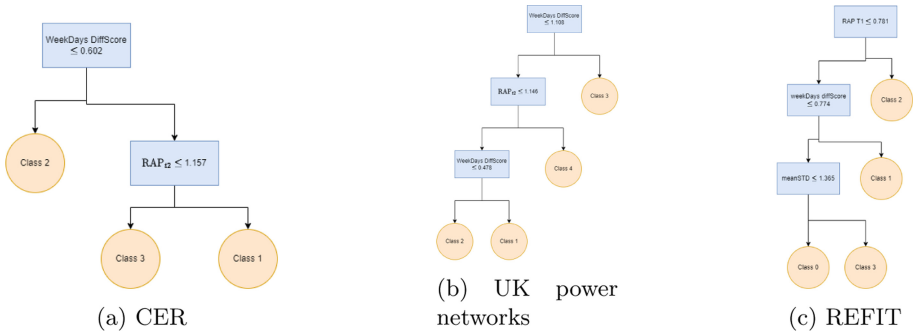 WeekDays DiffScore
≤ 0.602
Class 2
RAP_t2 ≤ 1.157
Class 3
Class 1
(a) CER
WeekDays DiffScore
≤ 1.108
RAP_t2 ≤ 1.146
Class 3
WeekDays DiffScore
≤ 0.478
Class 4
Class 2
Class 1
(b) UK power
networks
RAP T1 ≤ 0.781
weekDays diffScore
≤ 0.774
Class 2
meanSTD ≤ 1.365
Class 1
Class 0
Class 3
(c) REFIT